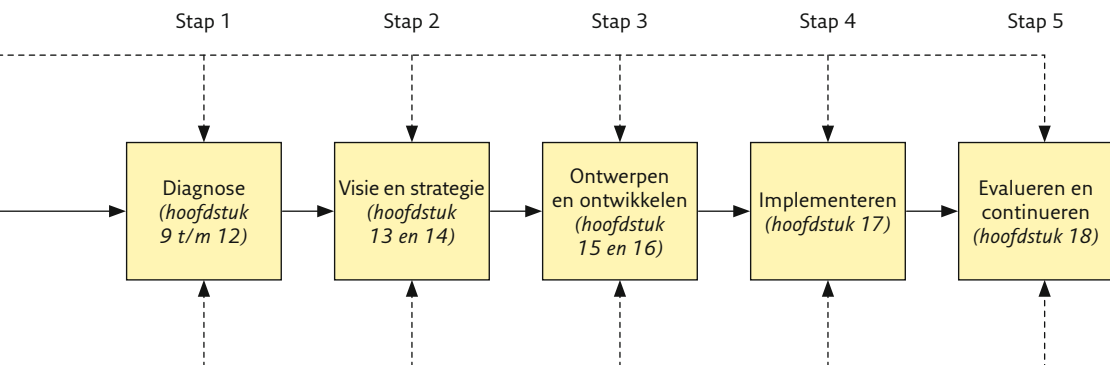 Stap 1
Stap 2
Stap 3
Stap 4
Stap 5
Diagnose
(hoofdstuk
9 t/m 12)
Visie en strategie
(hoofdstuk
13 en 14)
Ontwerpen
en ontwikkelen
(hoofdstuk
15 en 16)
Implementeren
(hoofdstuk 17)
Evalueren en
continueren
(hoofdstuk 18)